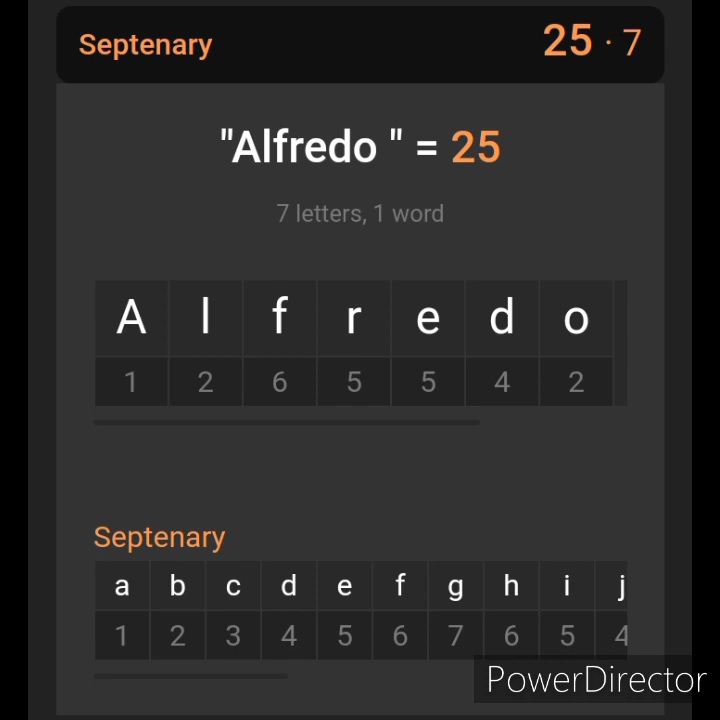 Septenary 25 · 7
"Alfredo " = 25
7 letters, 1 word
A l f r e d o
1 2 6 5 5 4 2
Septenary
a b c d e f g h i j
1 2 3 4 5 6 7 6 5 4
PowerDirector